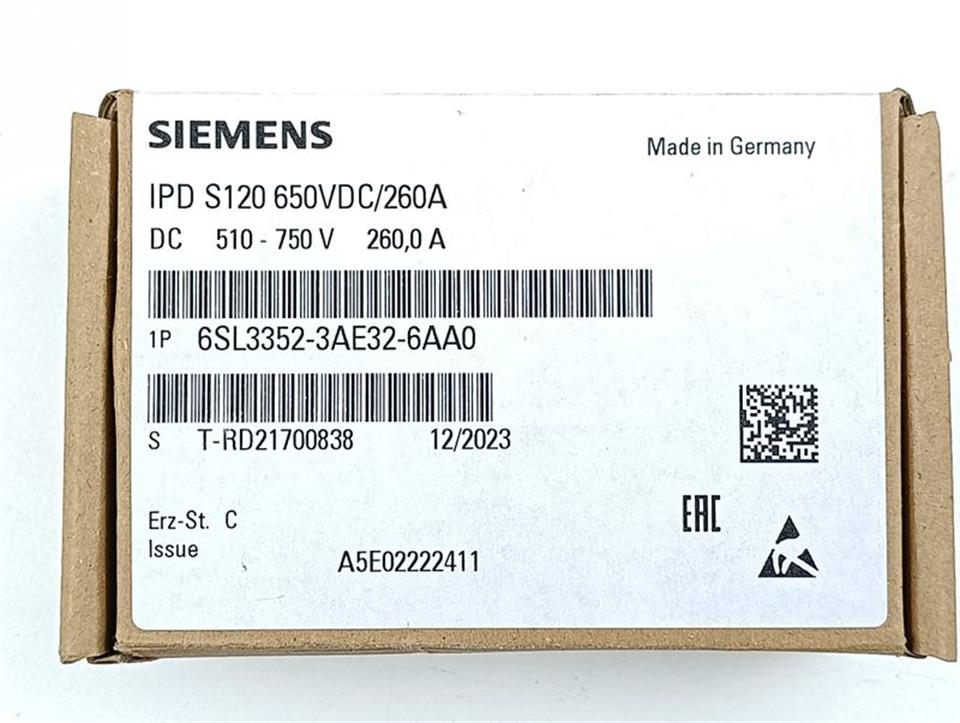 SIEMENS
Made in Germany
IPD S120 650VDC/260A
DC 510 - 750 V 260,0 A
1P 6SL3352-3AE32-6AA0
S T-RD21700838 12/2023
Erz-St. C
Issue
A5E02222411
EAC